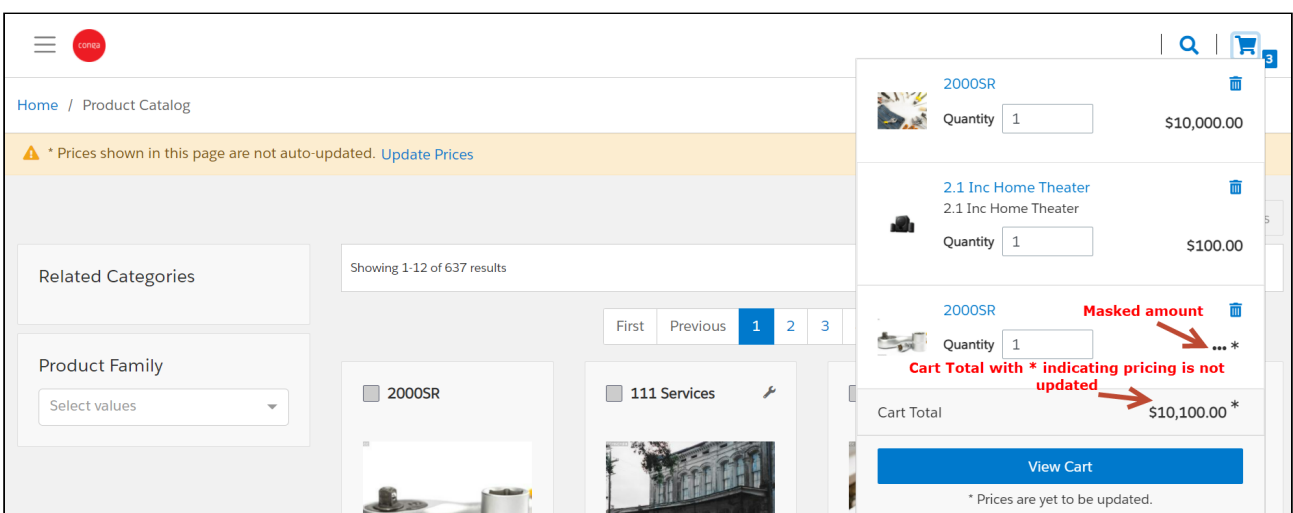 conga
3
Home / Product Catalog
* Prices shown in this page are not auto-updated. Update Prices
Related Categories
Product Family
Select values
Showing 1-12 of 637 results
First Previous 1 2 3
2000SR
111 Services
2000SR
Quantity 1
$10,000.00
2.1 Inc Home Theater
2.1 Inc Home Theater
Quantity 1
$100.00
2000SR
Masked amount
Quantity 1
... *
Cart Total with * indicating pricing is not
updated
Cart Total $10,100.00 *
View Cart
* Prices are yet to be updated.